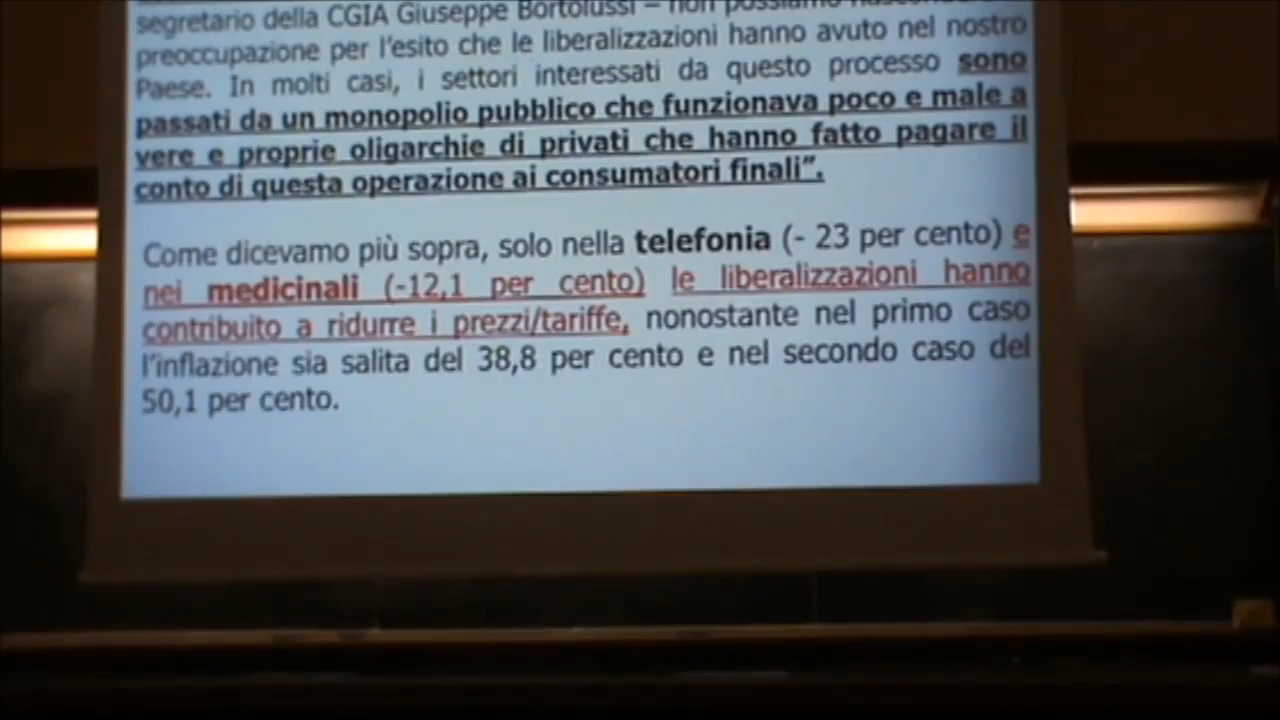 segretario della CGIA Giuseppe Bortolussi – non possiamo
preoccupazione per l'esito che le liberalizzazioni hanno avuto nel nostro
Paese. In molti casi, i settori interessati da questo processo sono
passati da un monopolio pubblico che funzionava poco e male a
vere e proprie oligarchie di privati che hanno fatto pagare il
conto di questa operazione ai consumatori finali”.
Come dicevamo più sopra, solo nella telefonia (- 23 per cento) e
nei medicinali (-12,1 per cento) le liberalizzazioni hanno
contribuito a ridurre i prezzi/tariffe, nonostante nel primo caso
l'inflazione sia salita del 38,8 per cento e nel secondo caso del
50,1 per cento.